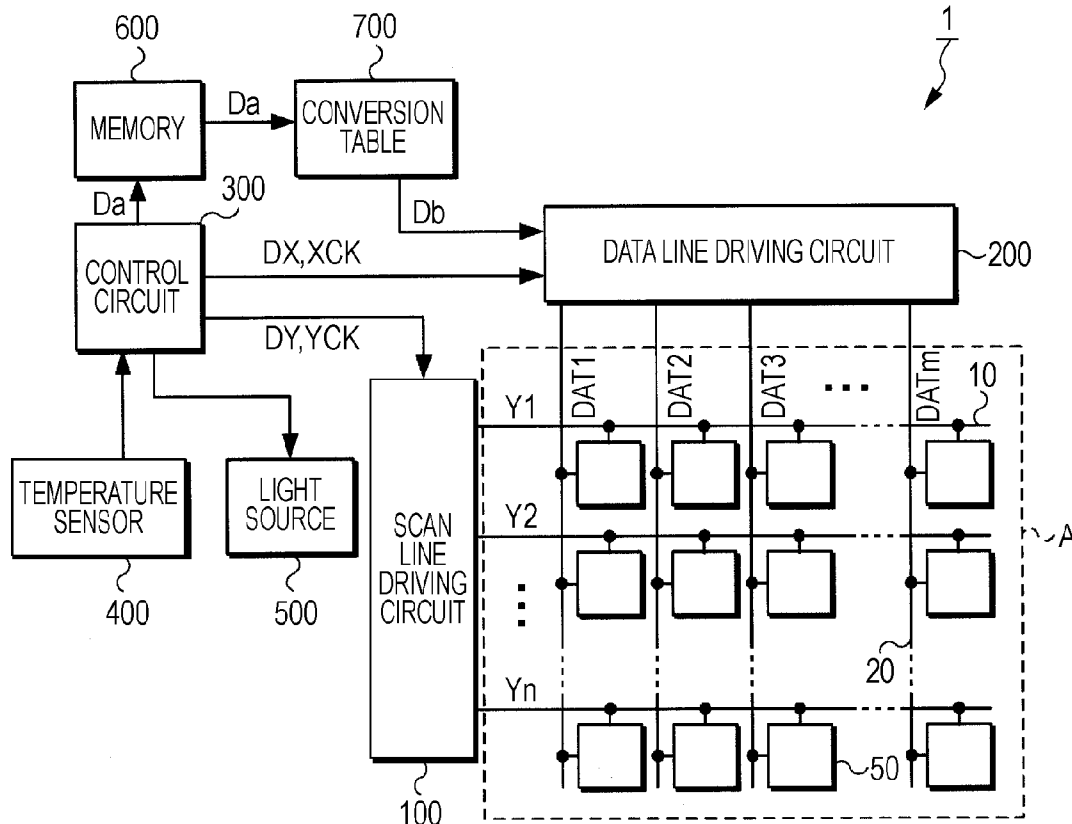 1
600
700
MEMORY
Da
CONVERSION
TABLE
Da
300
Db
CONTROL
CIRCUIT
DX,XCK
DATA LINE DRIVING CIRCUIT
200
DY,YCK
DAT1
DAT2
DAT3
DATm
10
Y1
TEMPERATURE
SENSOR
LIGHT
SOURCE
SCAN
LINE
DRIVING
CIRCUIT
Y2
A
400
500
20
Yn
50
100